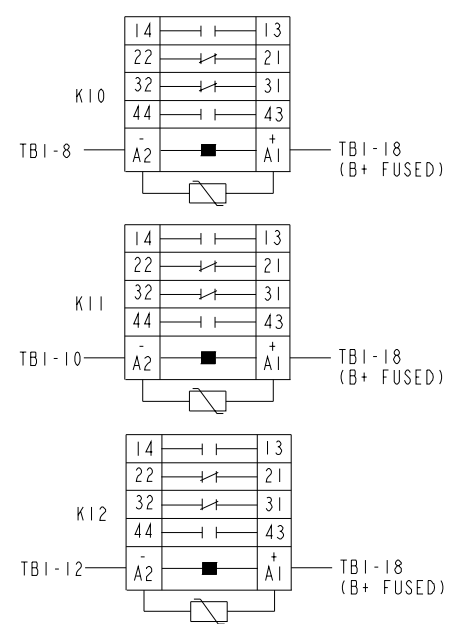 14 13
22 21
32 31
K10
44 43
- +
TB1-8 A2 A1 TB1-18
(B+ FUSED)
14 13
22 21
32 31
K11
44 43
- +
TB1-10 A2 A1 TB1-18
(B+ FUSED)
14 13
22 21
32 31
K12
44 43
- +
TB1-12 A2 A1 TB1-18
(B+ FUSED)